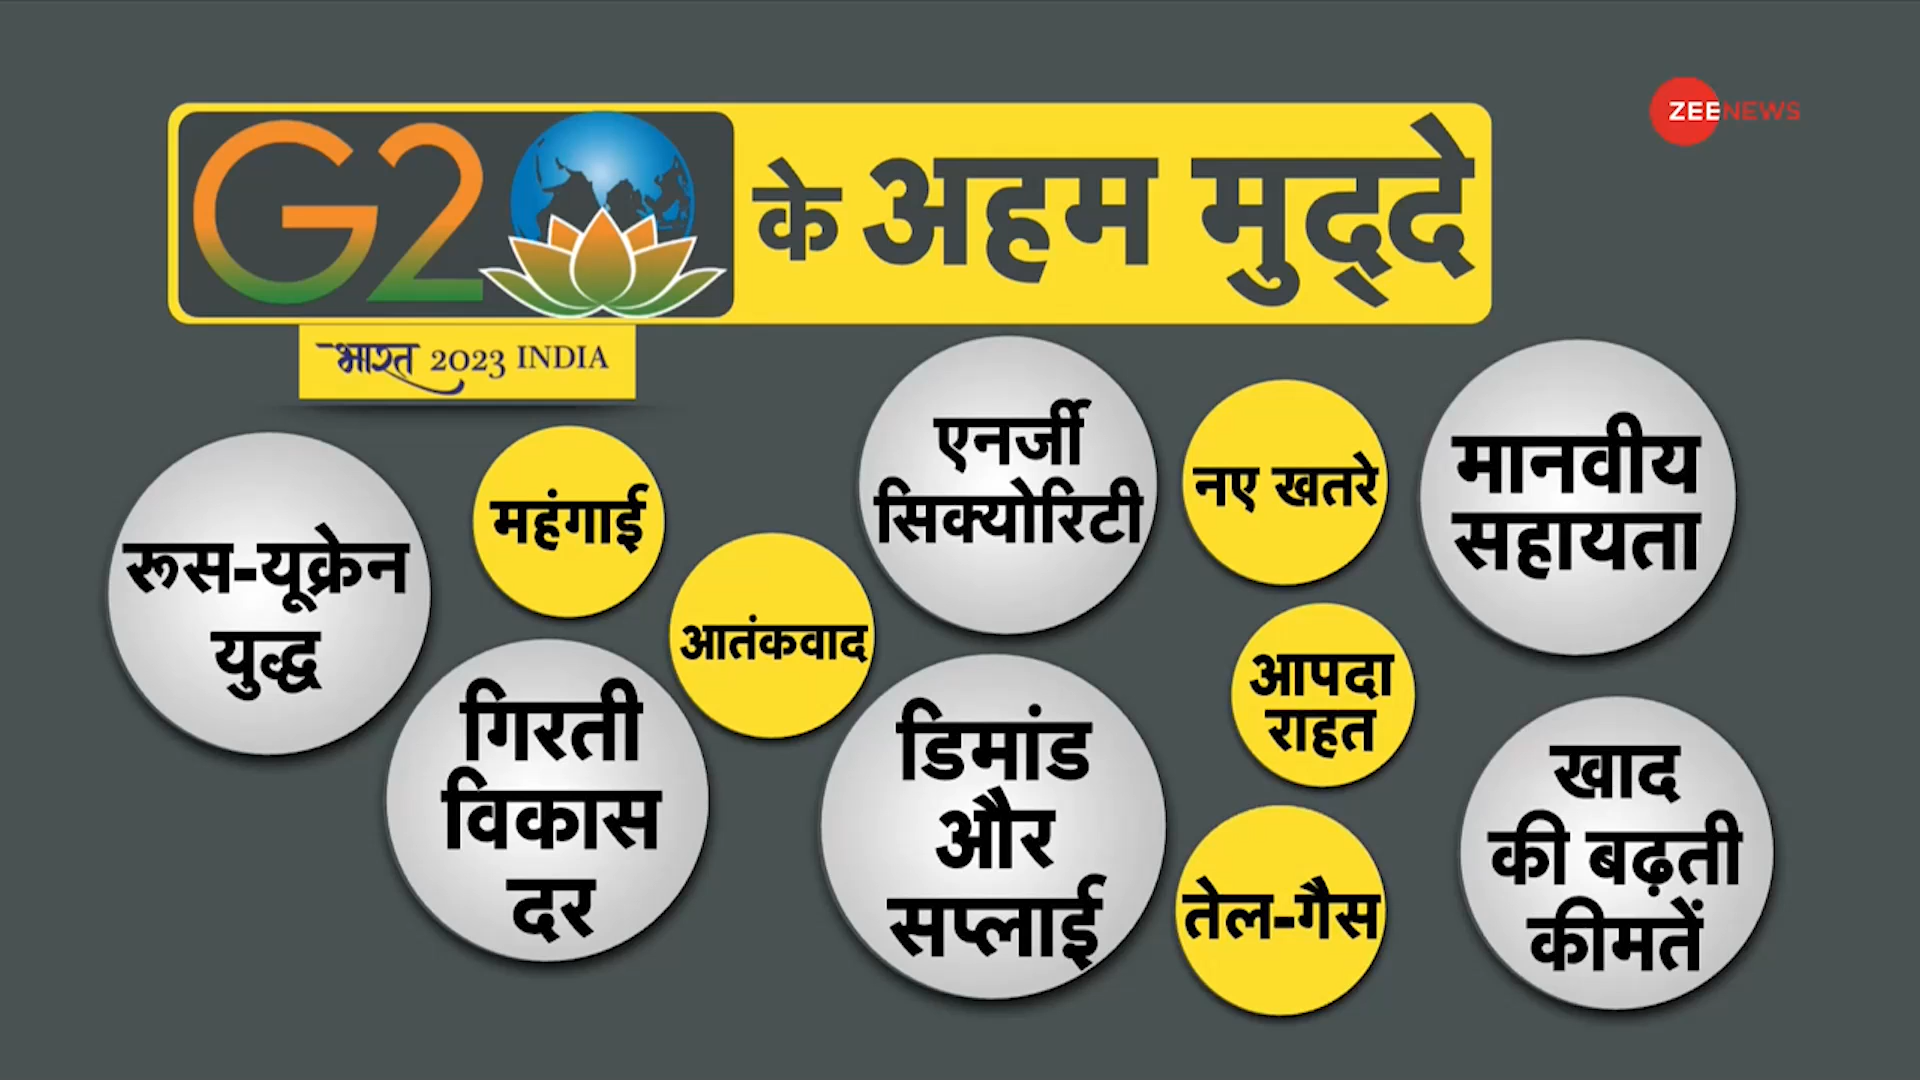 G20 के अहम मुद्दे
ZEENEWS
भारत 2023 INDIA
रूस-यूक्रेन
युद्ध
महंगाई
गिरती
विकास
दर
आतंकवाद
एनर्जी
सिक्योरिटी
डिमांड
और
सप्लाई
नए खतरे
आपदा
राहत
तेल-गैस
मानवीय
सहायता
खाद
की बढ़ती
कीमतें